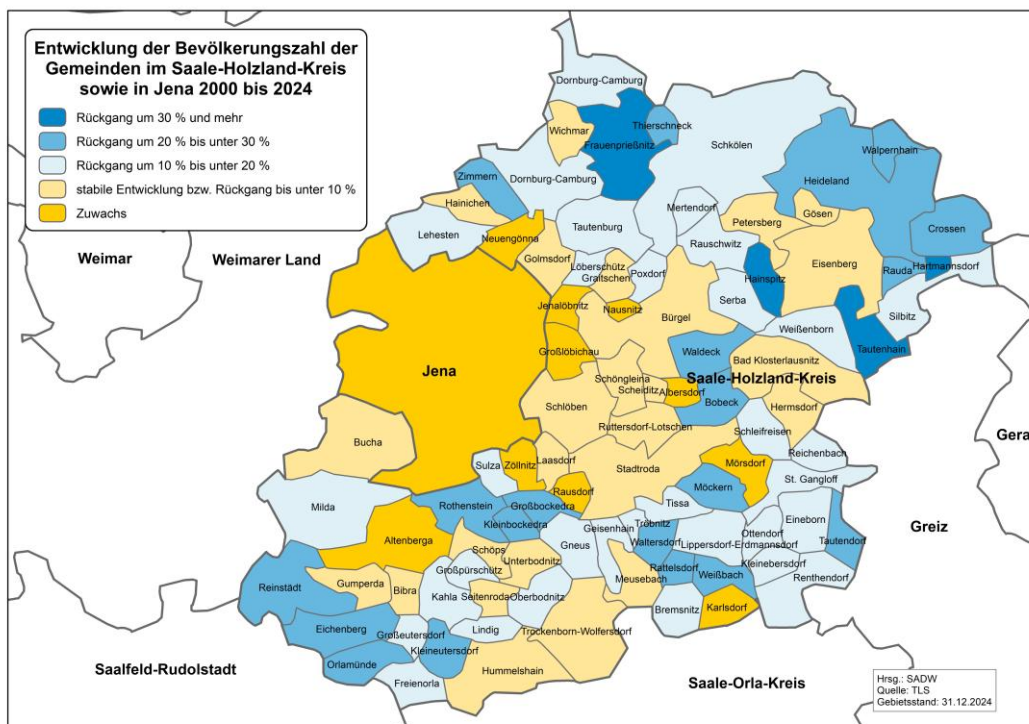 Entwicklung der Bevölkerungszahl der
Gemeinden im Saale-Holzland-Kreis
sowie in Jena 2000 bis 2024
Rückgang um 30 % und mehr
Rückgang um 20 % bis unter 30 %
Rückgang um 10 % bis unter 20 %
stabile Entwicklung bzw. Rückgang bis unter 10 %
Zuwachs
Dornburg-Camburg
Wichmar
Thierschneck
Frauenprießnitz
Schkölen
Walpernhain
Zimmern
Dornburg-Camburg
Heideland
Hainichen
Mertendorf
Gösen
Petersberg
Tautenburg
Crossen
Lehesten
Neuengönna
Rauschwitz
Weimar
Weimarer Land
Golmsdorf
Eisenberg
Löberschütz
Graitschen
Poxdorf
Hainspitz
Rauda
Hartmannsdorf
Jenalöbnitz
Nausnitz
Serba
Bürgel
Silbitz
Weißenborn
Großlöbichau
Waldeck
Tautenhain
Bad Klosterlausnitz
Jena
Schöngleina
Saale-Holzland-Kreis
Scheiditz
Albersdorf
Schlöben
Bobeck
Hermsdorf
Ruttersdorf-Lotschen
Schleifreisen
Gera
Bucha
Reichenbach
Laasdorf
Sulza
Zöllnitz
Stadtroda
Mörsdorf
St. Gangloff
Rausdorf
Möckern
Milda
Rothenstein
Großbockedra
Tissa
Eineborn
Kleinbockedra
Tröbnitz
Greiz
Geisenhain
Waltersdorf
Ottendorf
Tautendorf
Altenberga
Lippersdorf-Erdmannsdorf
Schöps
Gneus
Unterbodnitz
Kleinebersdorf
Großpürschütz
Rattelsdorf
Weißbach
Renthendorf
Reinstädt
Gumperda
Meusebach
Bibra
Kahla
Seitenroda
Oberbodnitz
Karlsdorf
Bremsnitz
Eichenberg
Lindig
Großeutersdorf
Trockenborn-Wolfersdorf
Kleineutersdorf
Saalfeld-Rudolstadt
Orlamünde
Hummelshain
Freienorla
Saale-Orla-Kreis
Hrsg.: SADW
Quelle: TLS
Gebietsstand: 31.12.2024